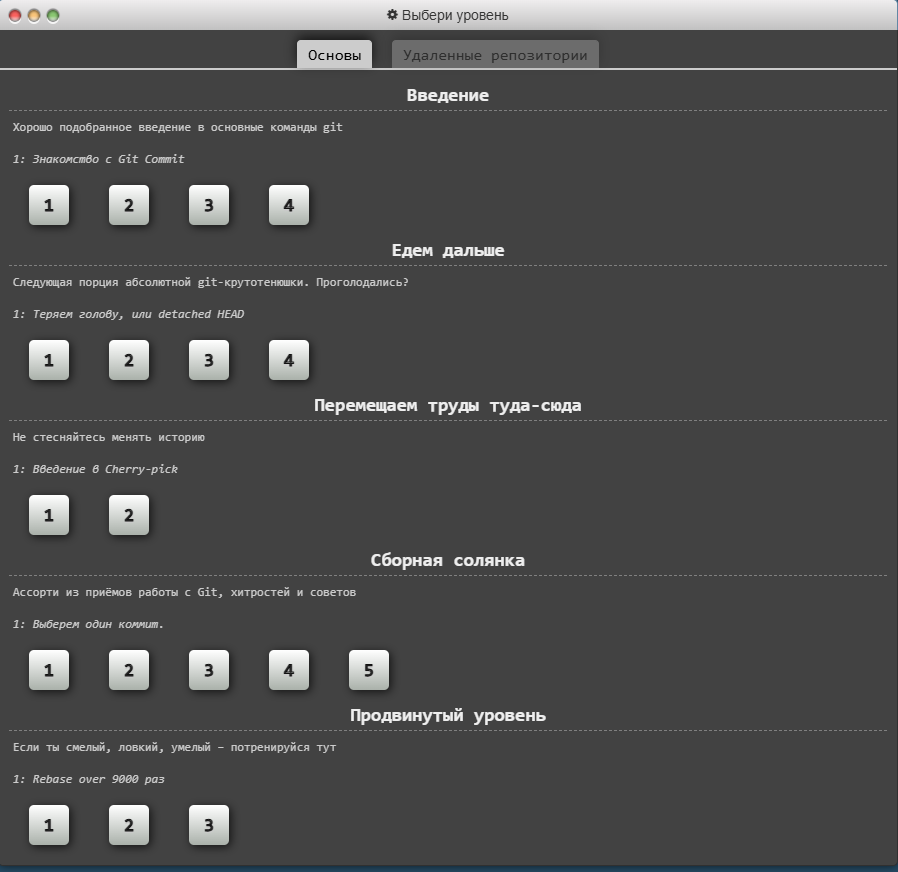 Выбери уровень
Основы
Удаленные репозитории
Введение
Хорошо подобранное введение в основные команды git
1: Знакомство с Git Commit
1 2 3 4
Едем дальше
Следующая порция абсолютной git-крутотенюшки. Проголодались?
1: Теряем голову, или detached HEAD
1 2 3 4
Перемещаем труды туда-сюда
Не стесняйтесь менять историю
1: Введение в Cherry-pick
1 2
Сборная солянка
Ассорти из приёмов работы с Git, хитростей и советов
1: Выберем один коммит.
1 2 3 4 5
Продвинутый уровень
Если ты смелый, ловкий, умелый – потренируйся тут
1: Rebase over 9000 раз
1 2 3